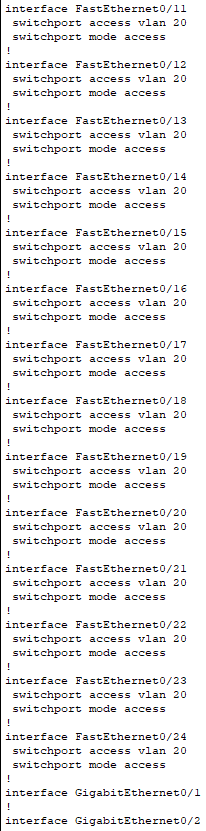 interface FastEthernet0/11
 switchport access vlan 20
 switchport mode access
!
interface FastEthernet0/12
 switchport access vlan 20
 switchport mode access
!
interface FastEthernet0/13
 switchport access vlan 20
 switchport mode access
!
interface FastEthernet0/14
 switchport access vlan 20
 switchport mode access
!
interface FastEthernet0/15
 switchport access vlan 20
 switchport mode access
!
interface FastEthernet0/16
 switchport access vlan 20
 switchport mode access
!
interface FastEthernet0/17
 switchport access vlan 20
 switchport mode access
!
interface FastEthernet0/18
 switchport access vlan 20
 switchport mode access
!
interface FastEthernet0/19
 switchport access vlan 20
 switchport mode access
!
interface FastEthernet0/20
 switchport access vlan 20
 switchport mode access
!
interface FastEthernet0/21
 switchport access vlan 20
 switchport mode access
!
interface FastEthernet0/22
 switchport access vlan 20
 switchport mode access
!
interface FastEthernet0/23
 switchport access vlan 20
 switchport mode access
!
interface FastEthernet0/24
 switchport access vlan 20
 switchport mode access
!
interface GigabitEthernet0/1
!
interface GigabitEthernet0/2